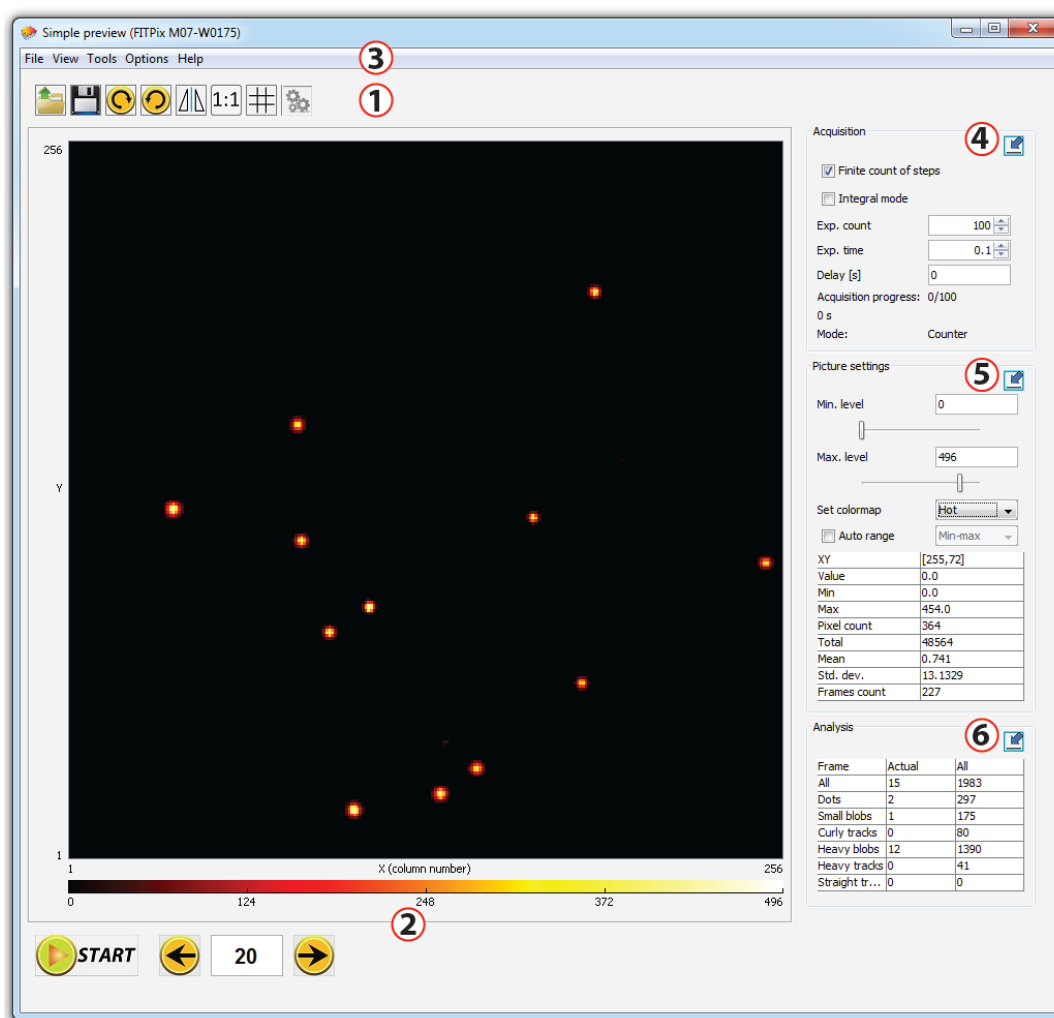 Simple preview (FITPix M07-W0175)
File View Tools Options Help
3
1:1
1
256
Y
1
1 X (column number) 256
0 124 248 372 496
2
START
20
Acquisition
4
Finite count of steps
Integral mode
Exp. count 100
Exp. time 0.1
Delay [s] 0
Acquisition progress: 0/100
0 s
Mode: Counter
Picture settings
5
Min. level 0
Max. level 496
Set colormap Hot
Auto range Min-max
XY [255,72]
Value 0.0
Min 0.0
Max 454.0
Pixel count 364
Total 48564
Mean 0.741
Std. dev. 13.1329
Frames count 227
Analysis
6
Frame Actual All
All 15 1983
Dots 2 297
Small blobs 1 175
Curly tracks 0 80
Heavy blobs 12 1390
Heavy tracks 0 41
Straight tr... 0 0